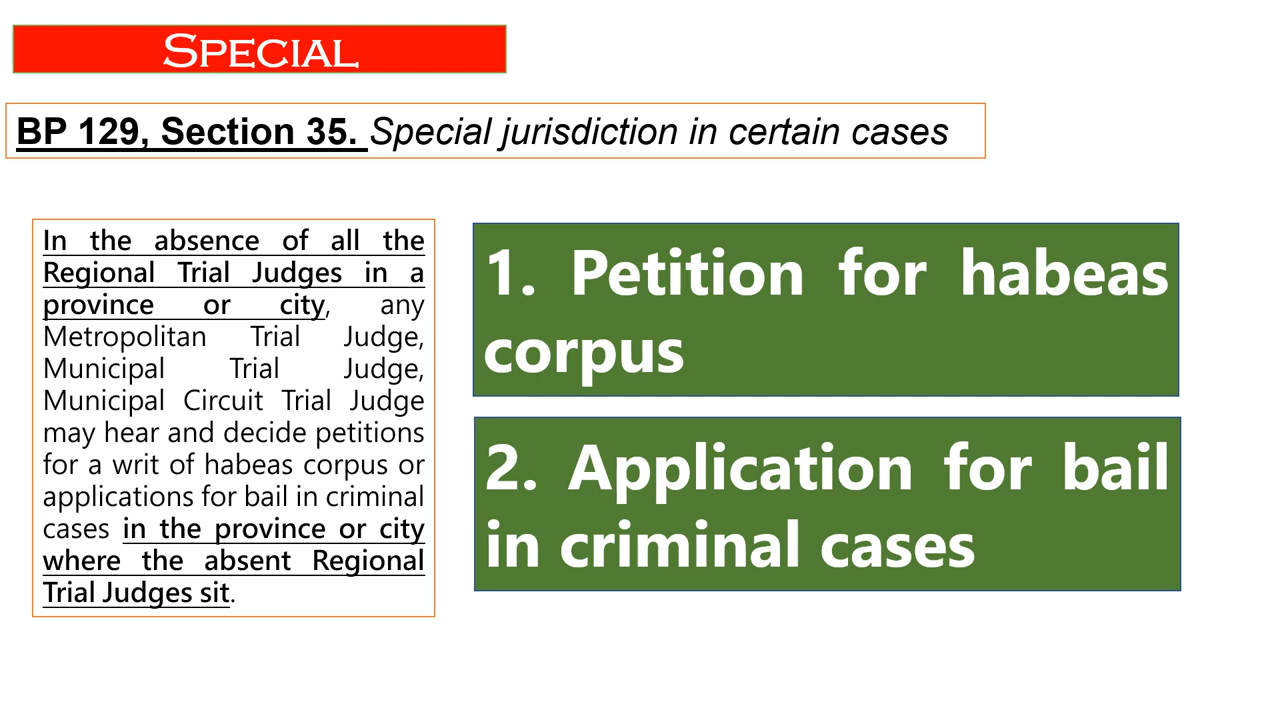 SPECIAL
BP 129, Section 35. Special jurisdiction in certain cases
In the absence of all the
Regional Trial Judges in a
province or city, any
Metropolitan Trial Judge,
Municipal Trial Judge,
Municipal Circuit Trial Judge
may hear and decide petitions
for a writ of habeas corpus or
applications for bail in criminal
cases in the province or city
where the absent Regional
Trial Judges sit.
1. Petition for habeas
corpus
2. Application for bail
in criminal cases